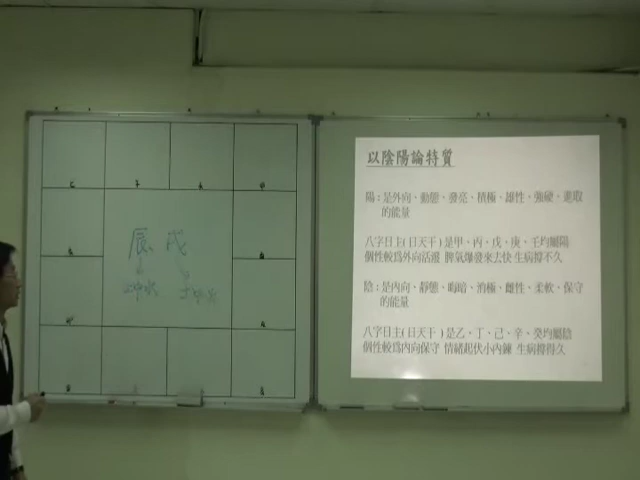 辰 戌
以陰陽論特質
陽：是外向、動態、發亮、積極、雄性、強硬、進取
的能量
八字日主(日天干)是甲、丙、戊、庚、壬均屬陽
個性較為外向活潑 脾氣爆發來去快 生病撐不久
陰：是內向、靜態、晦暗、消極、雌性、柔軟、保守
的能量
八字日主(日天干)是乙、丁、己、辛、癸均屬陰
個性較為內向保守 情緒起伏小內鍊 生病撐得久